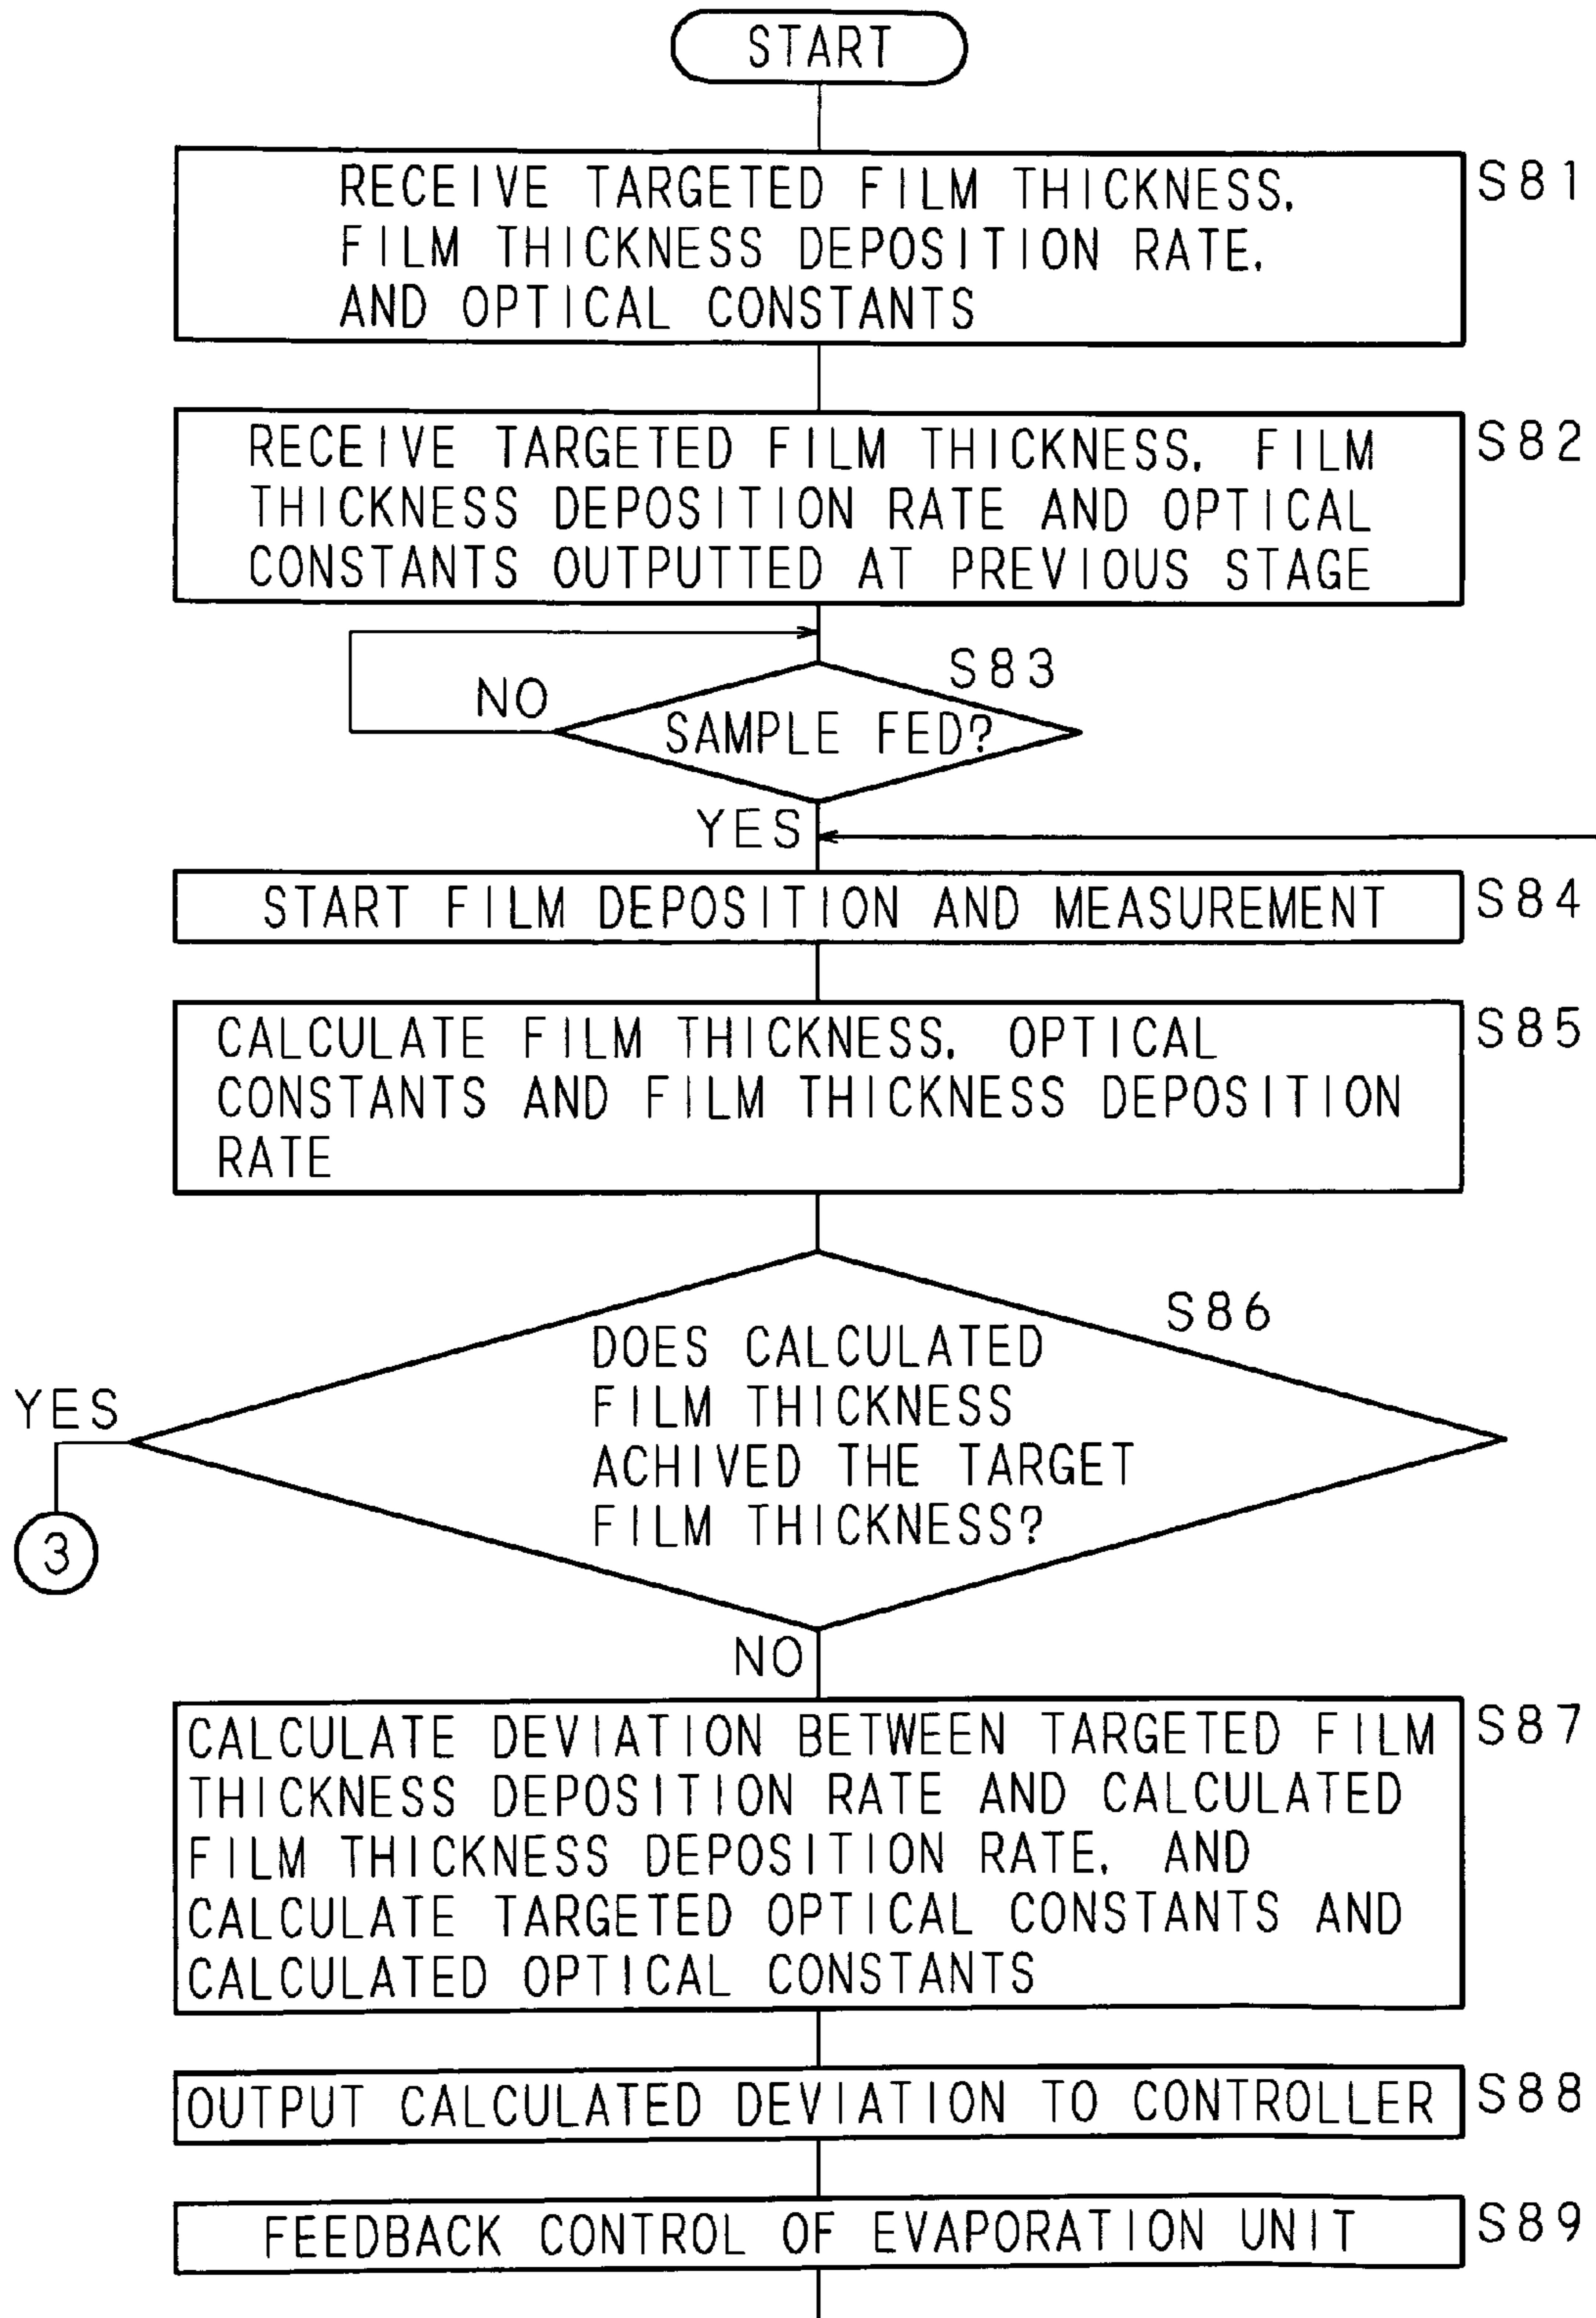 START
RECEIVE TARGETED FILM THICKNESS,
FILM THICKNESS DEPOSITION RATE,
AND OPTICAL CONSTANTS
S81
RECEIVE TARGETED FILM THICKNESS, FILM
THICKNESS DEPOSITION RATE AND OPTICAL
CONSTANTS OUTPUTTED AT PREVIOUS STAGE
S82
S83
NO
SAMPLE FED?
YES
START FILM DEPOSITION AND MEASUREMENT
S84
CALCULATE FILM THICKNESS, OPTICAL
CONSTANTS AND FILM THICKNESS DEPOSITION
RATE
S85
S86
DOES CALCULATED
FILM THICKNESS
ACHIVED THE TARGET
FILM THICKNESS?
YES
3
NO
CALCULATE DEVIATION BETWEEN TARGETED FILM
THICKNESS DEPOSITION RATE AND CALCULATED
FILM THICKNESS DEPOSITION RATE, AND
CALCULATE TARGETED OPTICAL CONSTANTS AND
CALCULATED OPTICAL CONSTANTS
S87
OUTPUT CALCULATED DEVIATION TO CONTROLLER
S88
FEEDBACK CONTROL OF EVAPORATION UNIT
S89